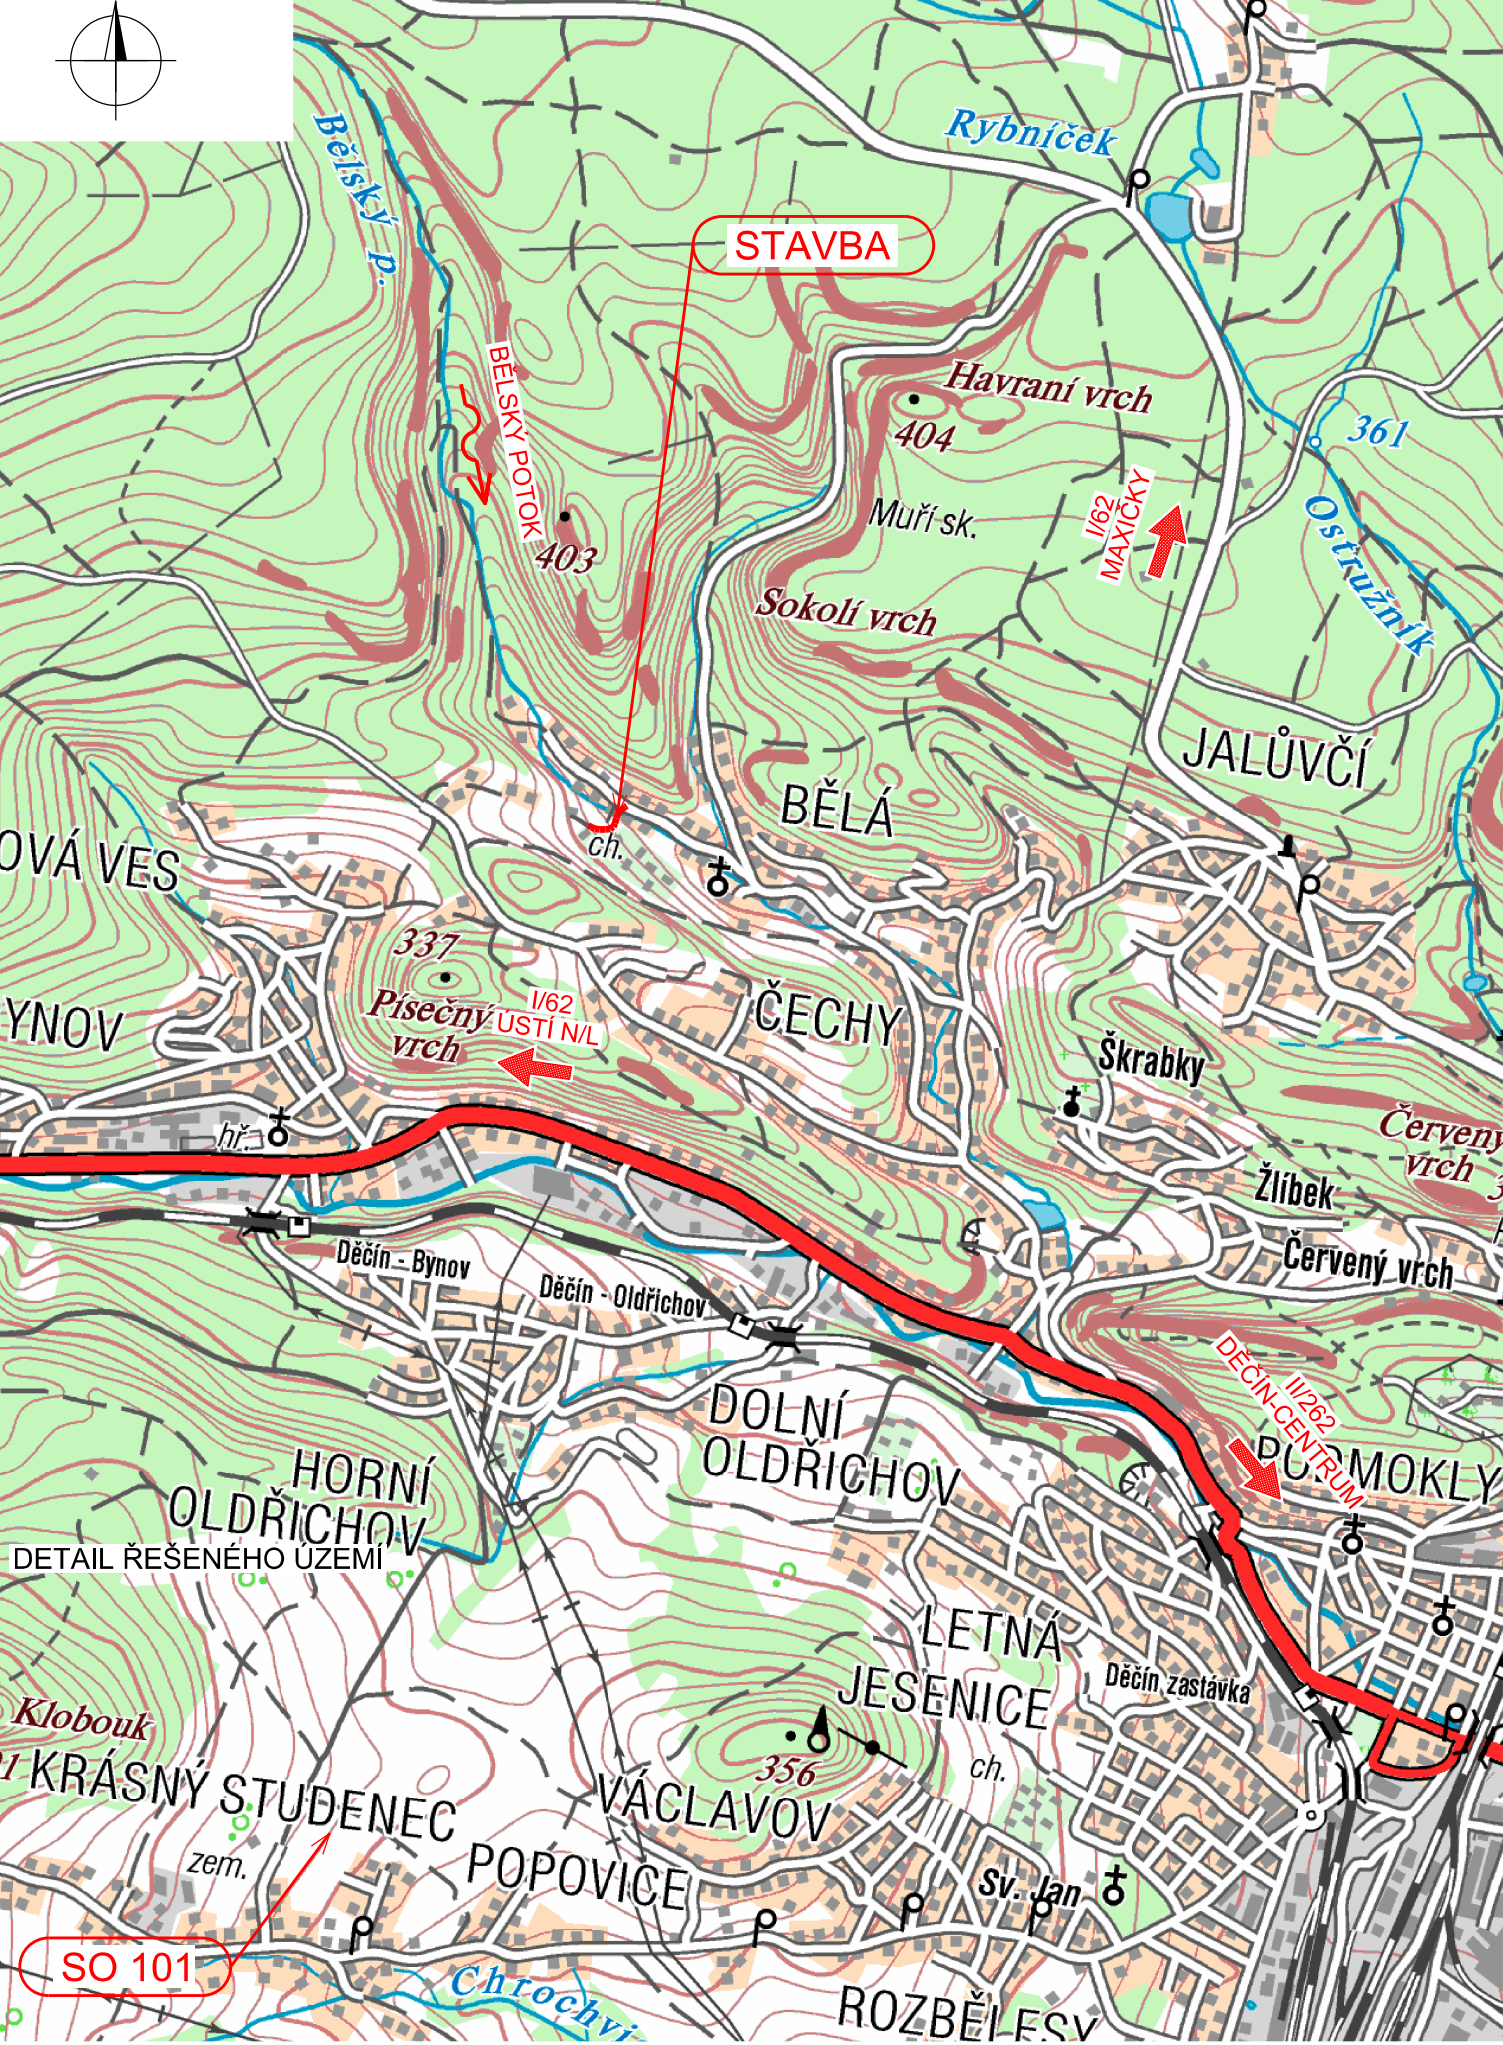 Bělský p.
Rybníček
STAVBA
BĚLSKÝ POTOK
Havraní vrch
404
361
I/62
MAXIČKY
Muří sk.
403
Ostružník
Sokolí vrch
JALŮVČÍ
BĚLÁ
OVÁ VES
ch.
337
Písečný
vrch
I/62
ÚSTÍ N/L
ČECHY
YNOV
Škrabky
hř.
Červený
vrch
Žlíbek
Červený vrch
Děčín - Bynov
Děčín - Oldřichov
II/262
DĚČÍN-CENTRUM
DOLNÍ
OLDŘICHOV
PODMOKLY
HORNÍ
OLDŘICHOV
DETAIL ŘEŠENÉHO ÚZEMÍ
LETNÁ
JESENICE
Děčín zastávka
Klobouk
356
ch.
KRÁSNÝ STUDENEC
VÁCLAVOV
zem.
POPOVICE
Sv. Jan
SO 101
Chrochvi
ROZBĚLESY